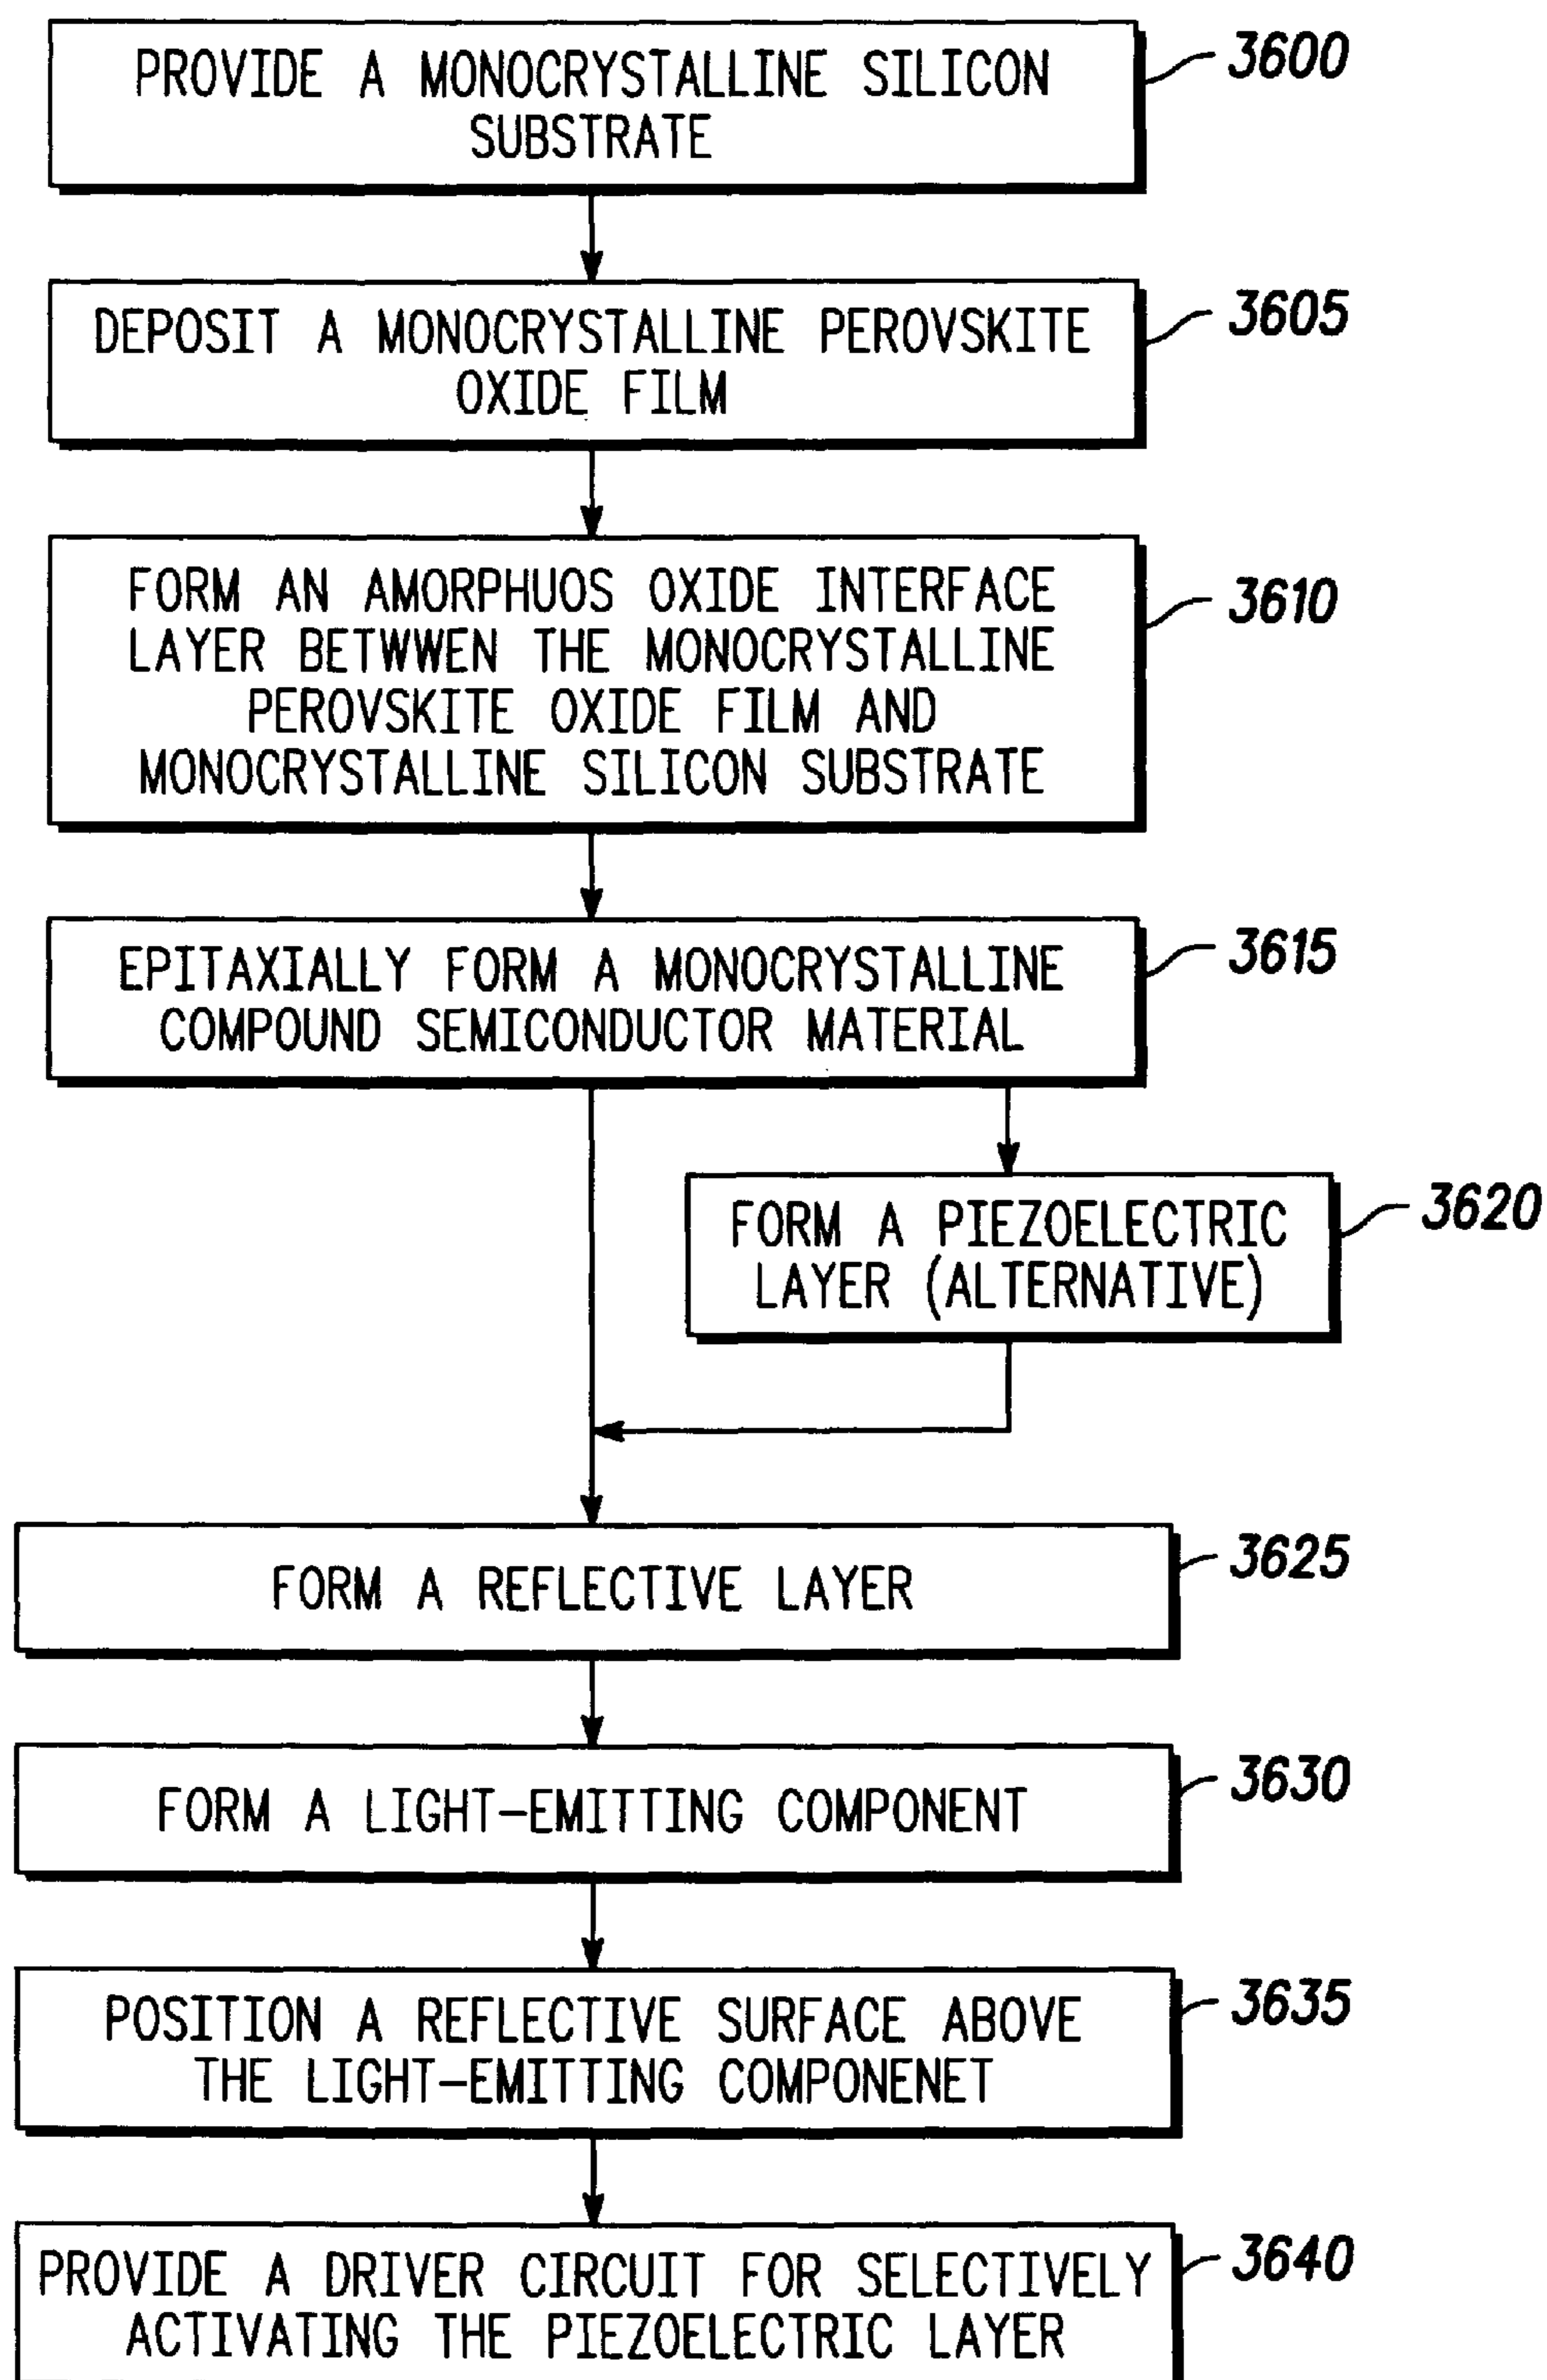 PROVIDE A MONOCRYSTALLINE SILICON
SUBSTRATE
3600
DEPOSIT A MONOCRYSTALLINE PEROVSKITE
OXIDE FILM
3605
FORM AN AMORPHUOS OXIDE INTERFACE
LAYER BETWWEN THE MONOCRYSTALLINE
PEROVSKITE OXIDE FILM AND
MONOCRYSTALLINE SILICON SUBSTRATE
3610
EPITAXIALLY FORM A MONOCRYSTALLINE
COMPOUND SEMICONDUCTOR MATERIAL
3615
FORM A PIEZOELECTRIC
LAYER (ALTERNATIVE)
3620
FORM A REFLECTIVE LAYER
3625
FORM A LIGHT-EMITTING COMPONENT
3630
POSITION A REFLECTIVE SURFACE ABOVE
THE LIGHT-EMITTING COMPONENET
3635
PROVIDE A DRIVER CIRCUIT FOR SELECTIVELY
ACTIVATING THE PIEZOELECTRIC LAYER
3640